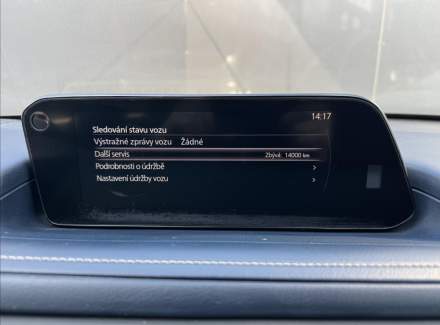 14:17
Sledování stavu vozu
Výstražné zprávy vozu Žádné
Další servis Zbývá: 14000 km
Podrobnosti o údržbě >
Nastavení údržby vozu >